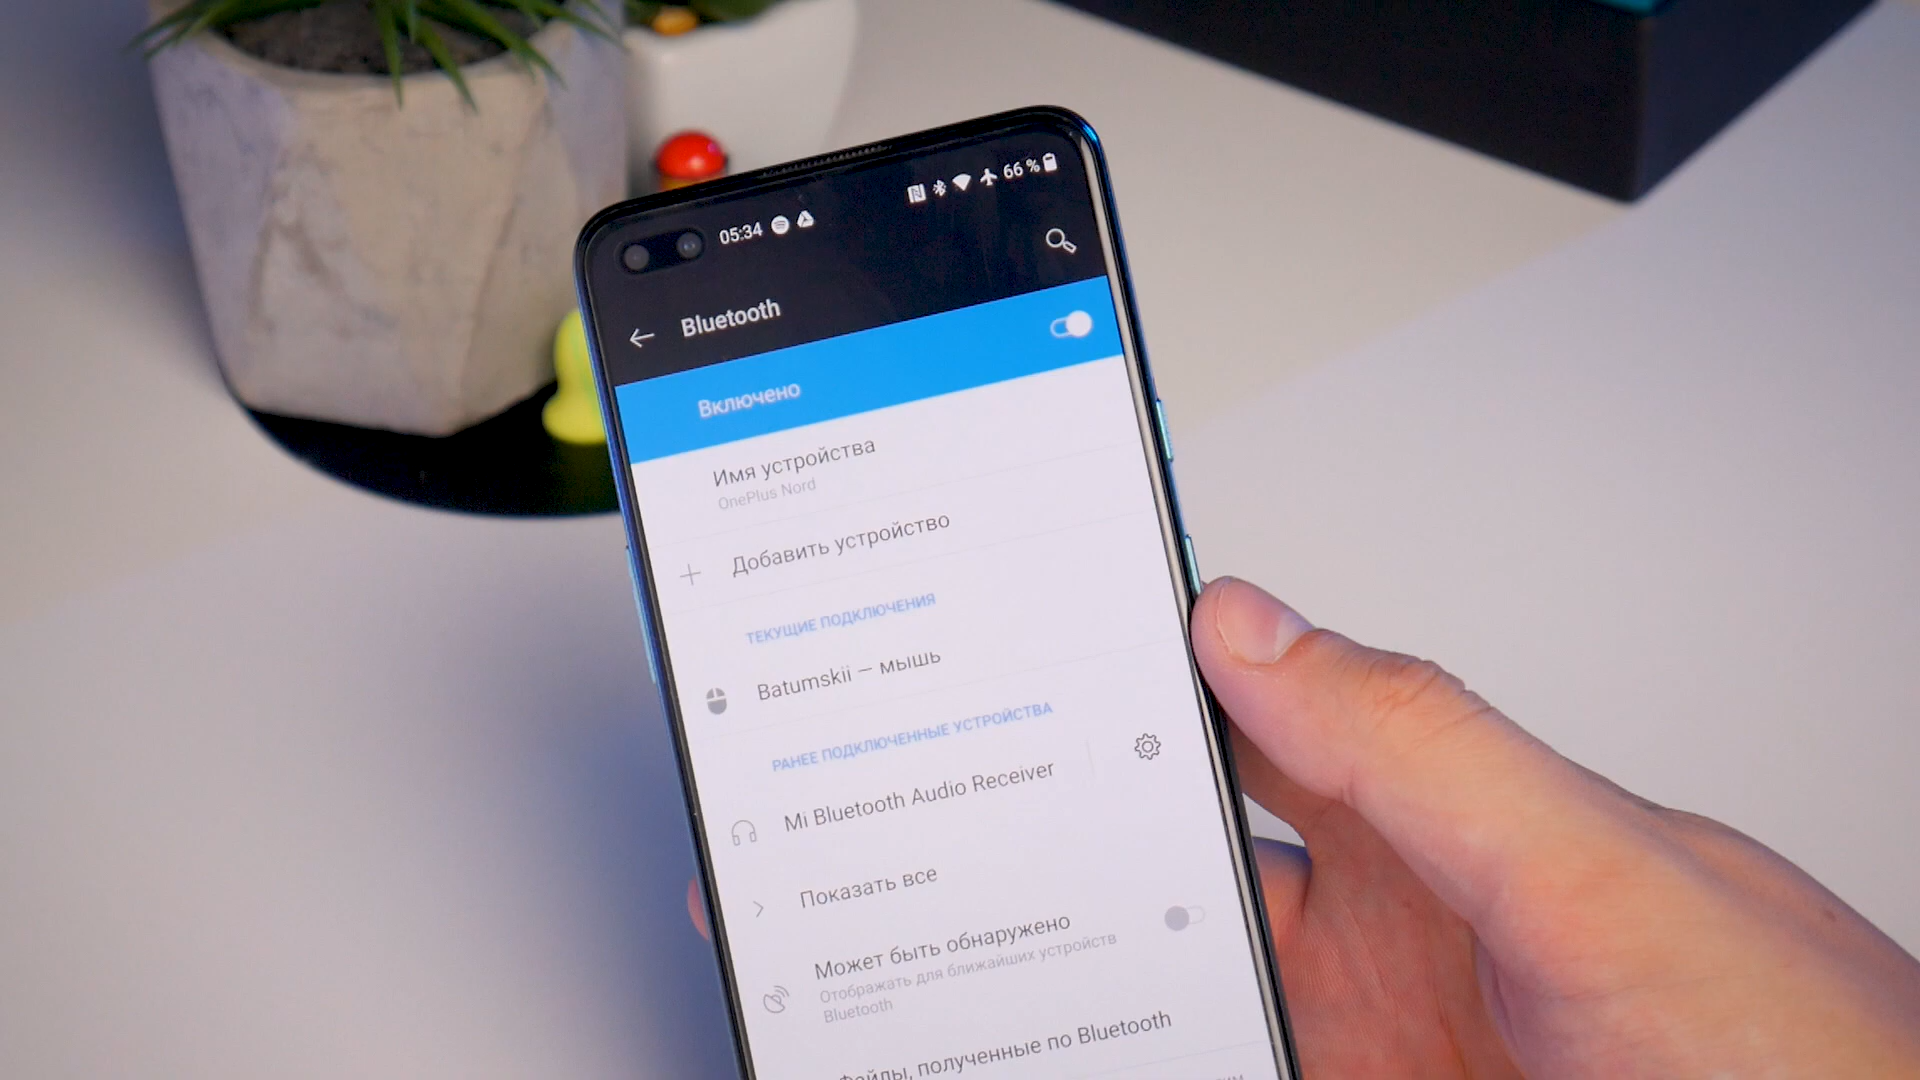 05:34
66 %
Bluetooth
Включено
Имя устройства
OnePlus Nord
Добавить устройство
ТЕКУЩИЕ ПОДКЛЮЧЕНИЯ
Batumskii — мышь
РАНЕЕ ПОДКЛЮЧЕННЫЕ УСТРОЙСТВА
Mi Bluetooth Audio Receiver
Показать все
Может быть обнаружено
Отображать для ближайших устройств
Bluetooth
Файлы, полученные по Bluetooth